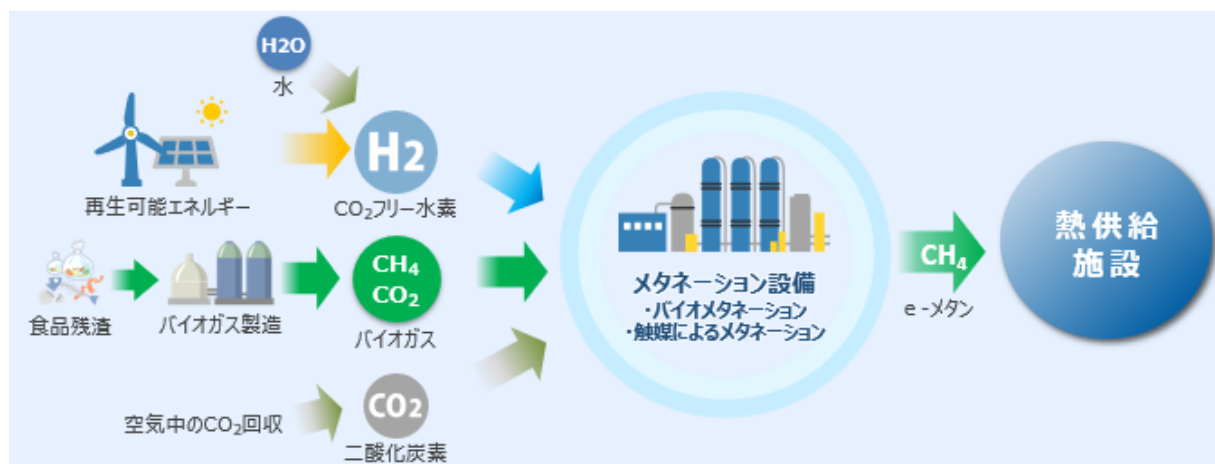 H2O
水
H2
再生可能エネルギー
CO₂フリー水素
CH₄
CO₂
食品残渣
バイオガス製造
バイオガス
空気中のCO₂回収
CO₂
二酸化炭素
メタネーション設備
・バイオメタネーション
・触媒によるメタネーション
CH₄
e-メタン
熱供給
施設